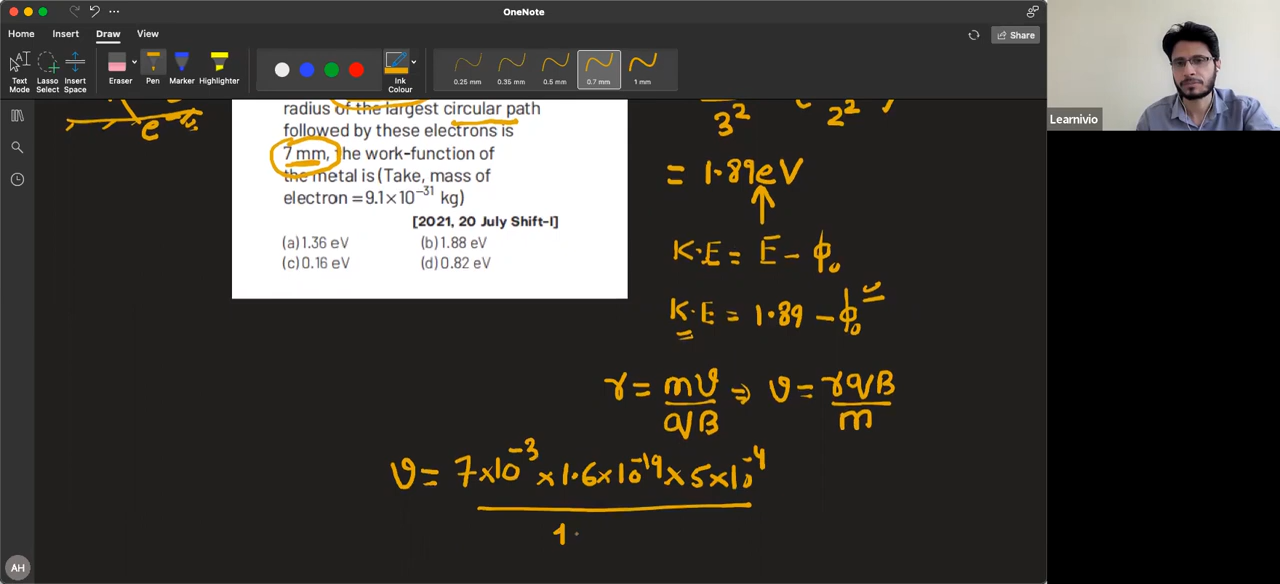 OneNote
Home Insert Draw View
Share
Text Mode
Lasso Select
Insert Space
Eraser
Pen
Marker
Highlighter
0.25 mm
0.35 mm
0.5 mm
0.7 mm
1 mm
Ink Colour
Learnivio
e
radius of the largest circular path
followed by these electrons is
7 mm, the work-function of
the metal is (Take, mass of
electron = 9.1×10⁻³¹ kg)
[2021, 20 July Shift-I]
(a) 1.36 eV (b) 1.88 eV
(c) 0.16 eV (d) 0.82 eV
3² 2²
= 1.89eV
K.E = E - ϕ₀
K.E = 1.89 - ϕ₀
r = mv/qB ⇒ v = rqB/m
v = 7×10⁻³ × 1.6×10⁻¹⁹ × 5×10⁻⁴
AH